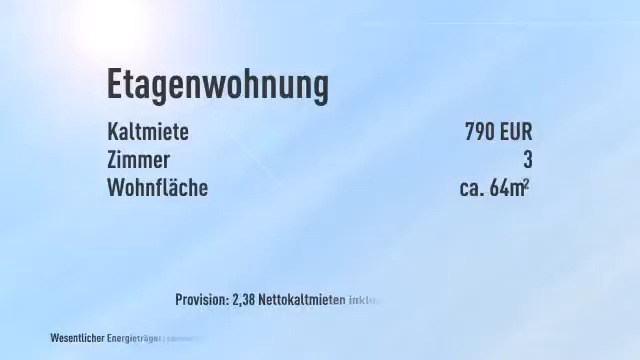 Etagenwohnung
Kaltmiete 790 EUR
Zimmer 3
Wohnfläche ca. 64m²
Provision: 2,38 Nettokaltmieten
Wesentlicher Energieträger: